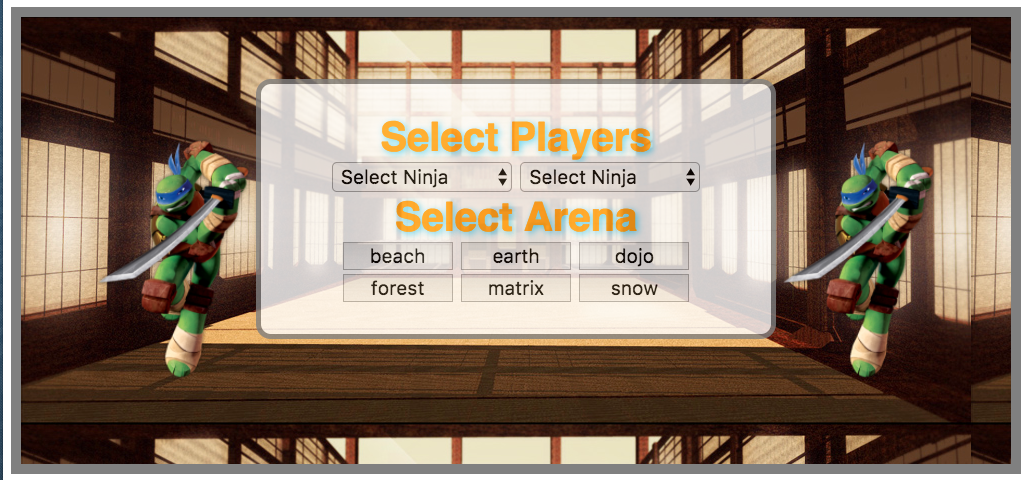 Select Players
Select Ninja Select Ninja
Select Arena
beach earth dojo
forest matrix snow